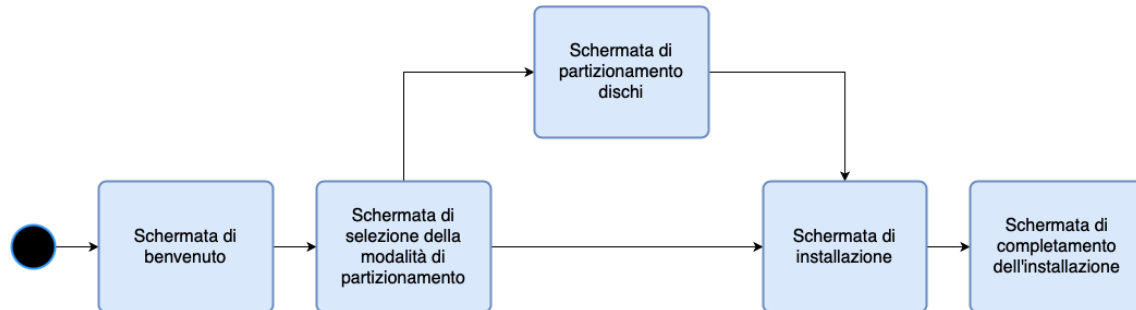 Schermata di
partizionamento
dischi
Schermata di
benvenuto
Schermata di
selezione della
modalità di
partizionamento
Schermata di
installazione
Schermata di
completamento
dell'installazione